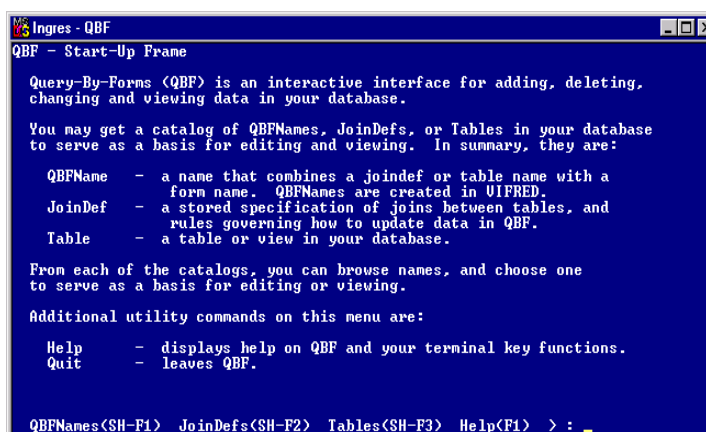 Ingres - QBF
QBF - Start-Up Frame
Query-By-Forms (QBF) is an interactive interface for adding, deleting,
changing and viewing data in your database.
You may get a catalog of QBFNames, JoinDefs, or Tables in your database
to serve as a basis for editing and viewing. In summary, they are:
QBFName - a name that combines a joindef or table name with a
form name. QBFNames are created in VIFRED.
JoinDef - a stored specification of joins between tables, and
rules governing how to update data in QBF.
Table - a table or view in your database.
From each of the catalogs, you can browse names, and choose one
to serve as a basis for editing or viewing.
Additional utility commands on this menu are:
Help - displays help on QBF and your terminal key functions.
Quit - leaves QBF.
QBFNames(SH-F1) JoinDefs(SH-F2) Tables(SH-F3) Help(F1) > : _